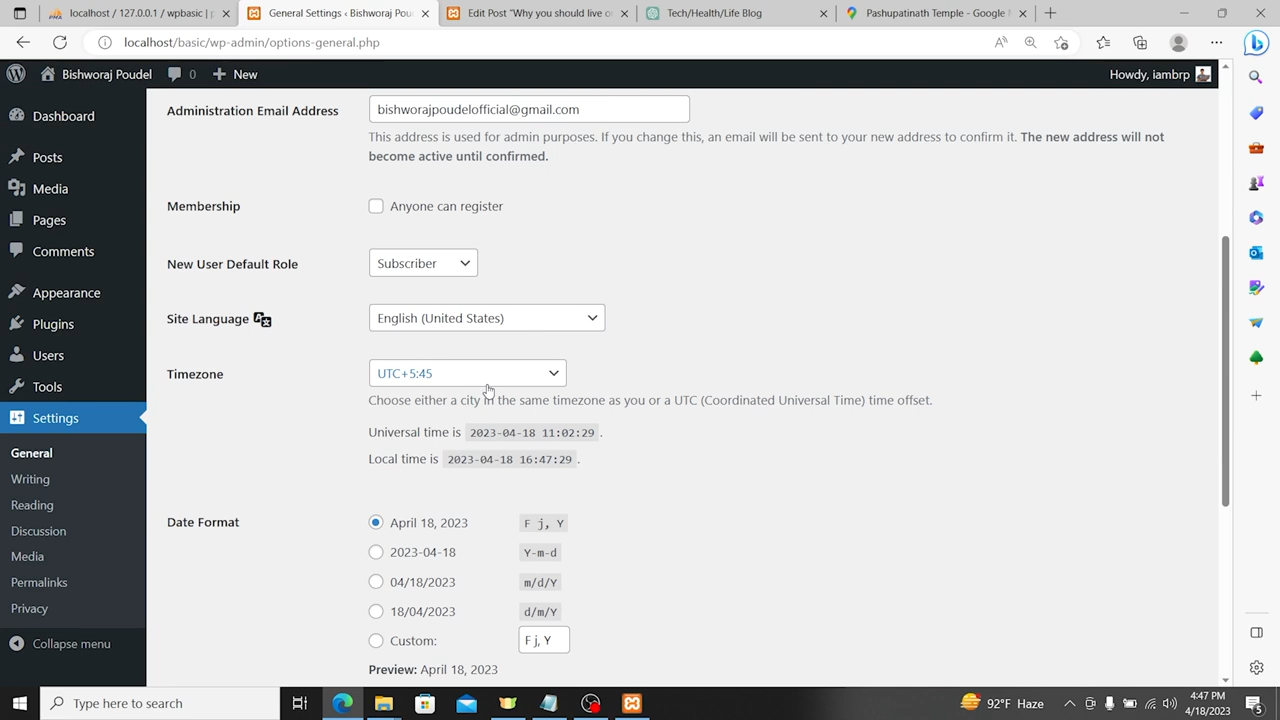 localhost / 127.0.0.1 / wpbasic | p
General Settings ‹ Bishworaj Poud
Edit Post "Why you should live o
Tech/Health/Life Blog
Pashupatinath Temple - Google M
localhost/basic/wp-admin/options-general.php
Bishworaj Poudel
0
New
Howdy, iambrp
Dashboard
Posts
Media
Pages
Comments
Appearance
Plugins
Users
Tools
Settings
General
Writing
Reading
Discussion
Media
Permalinks
Privacy
Collapse menu
Administration Email Address
bishworajpoudelofficial@gmail.com
This address is used for admin purposes. If you change this, an email will be sent to your new address to confirm it. The new address will not
become active until confirmed.
Membership
Anyone can register
New User Default Role
Subscriber
Site Language
English (United States)
Timezone
UTC+5:45
Choose either a city in the same timezone as you or a UTC (Coordinated Universal Time) time offset.
Universal time is 2023-04-18 11:02:29 .
Local time is 2023-04-18 16:47:29 .
Date Format
April 18, 2023 F j, Y
2023-04-18 Y-m-d
04/18/2023 m/d/Y
18/04/2023 d/m/Y
Custom: F j, Y
Preview: April 18, 2023
Type here to search
92°F Haze
4:47 PM
4/18/2023
5